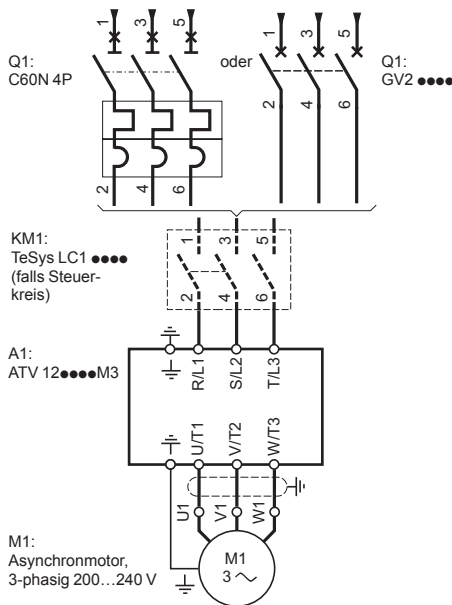 1 3 5
1 3 5
Q1:
C60N 4P
oder
Q1:
GV2 ●●●●
2 4 6
2 4 6
KM1:
TeSys LC1 ●●●●
(falls Steuer-
kreis)
1 3 5
2 4 6
A1:
ATV 12●●●●M3
R/L1 S/L2 T/L3
U/T1 V/T2 W/T3
U1 V1 W1
M1:
Asynchronmotor,
3-phasig 200…240 V
M1
3 ~